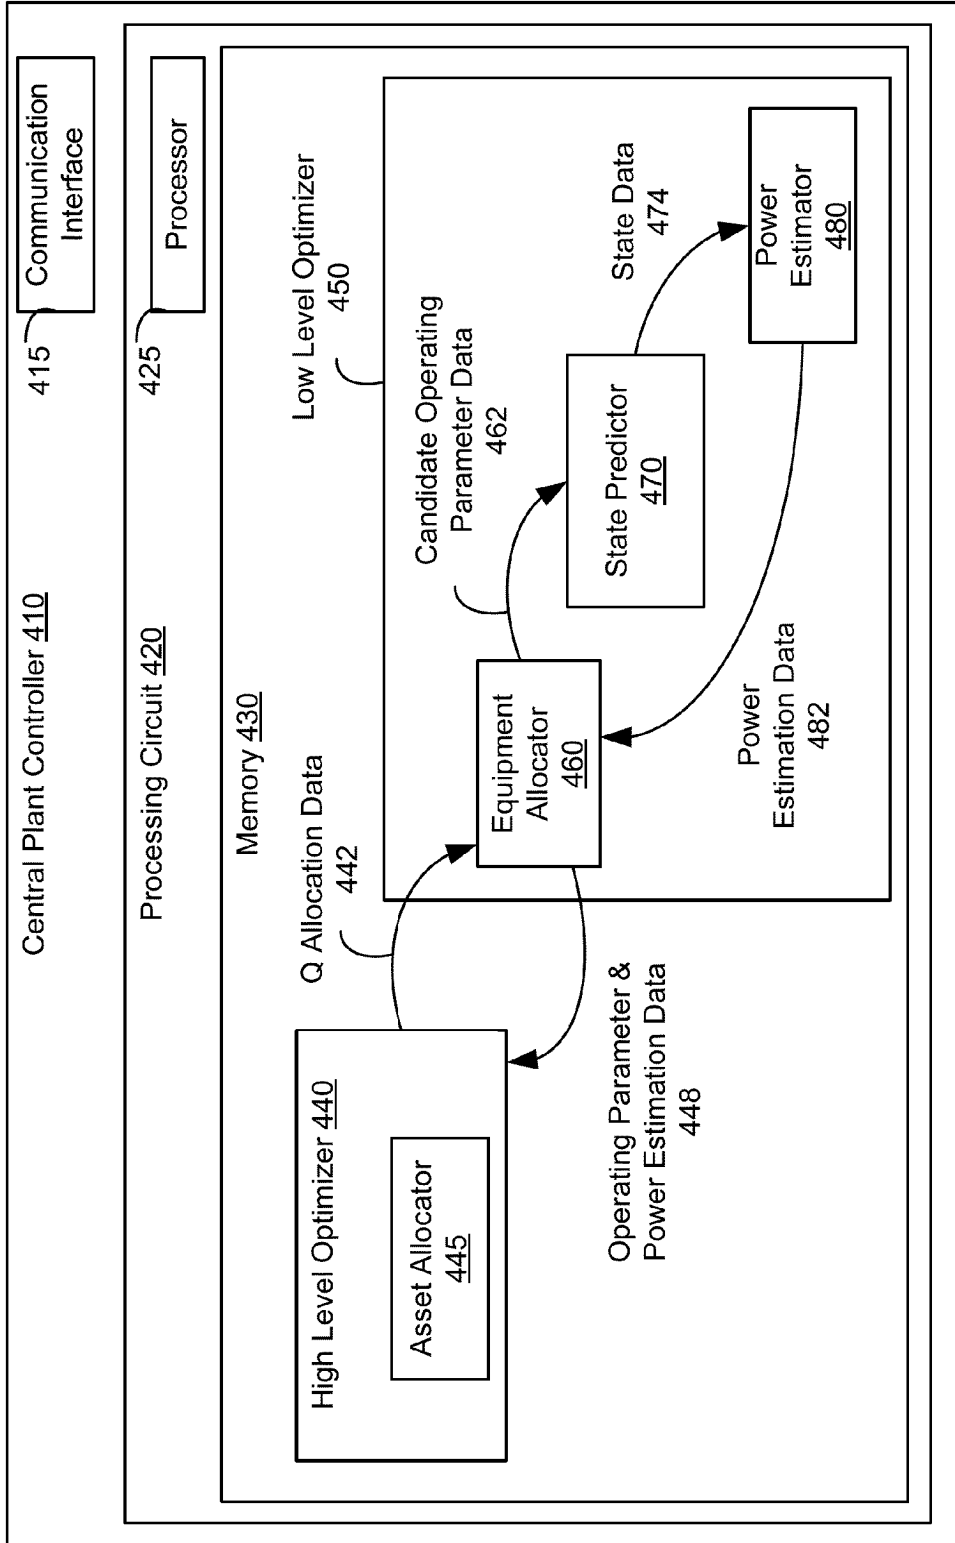 Central Plant Controller 410
415
Communication
Interface
Processing Circuit 420
425
Processor
Memory 430
Q Allocation Data
442
Low Level Optimizer
450
High Level Optimizer 440
Asset Allocator
445
Candidate Operating
Parameter Data
462
Equipment
Allocator
460
State Predictor
470
State Data
474
Power
Estimator
480
Operating Parameter &
Power Estimation Data
448
Power
Estimation Data
482